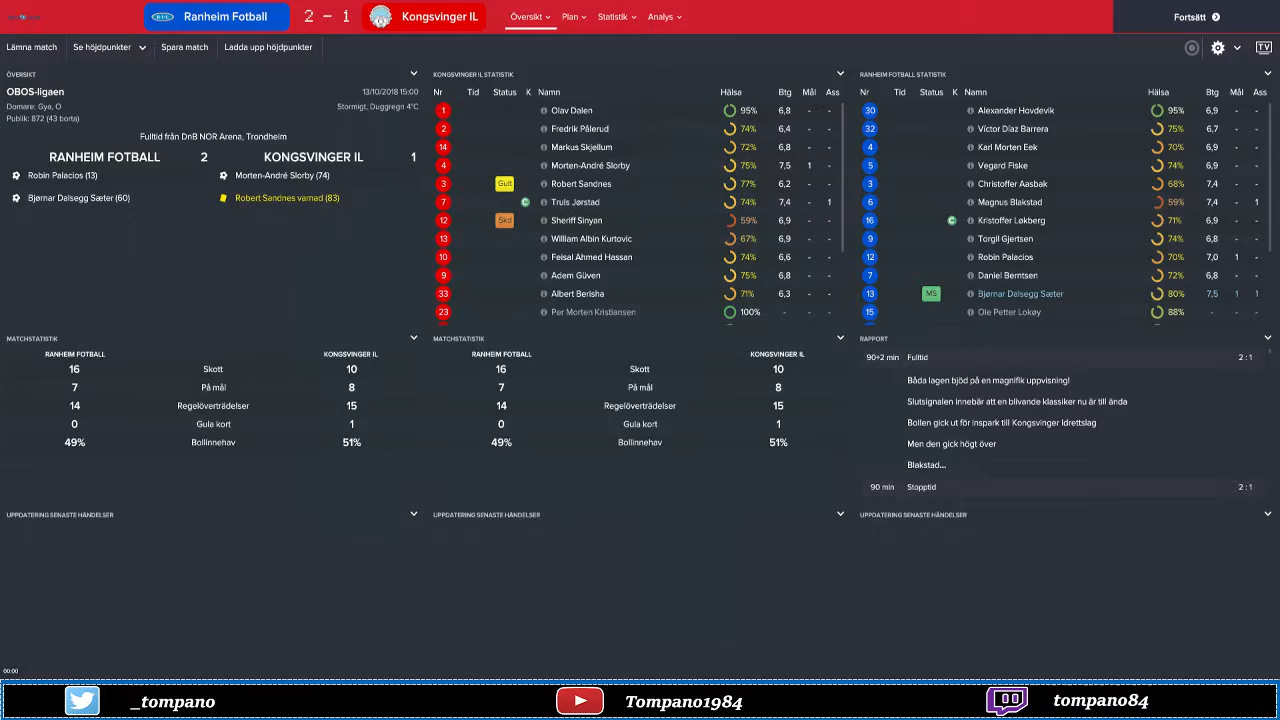 Ranheim Fotball 2 - 1 Kongsvinger IL
Översikt Plan Statistik Analys
Fortsätt
Lämna match Se höjdpunkter Spara match Ladda upp höjdpunkter
TV
ÖVERSIKT
OBOS-ligaen 13/10/2018 15:00
Domare: Gya, O Stormigt, Duggregn 4°C
Publik: 872 (43 borta)
Fulltid från DnB NOR Arena, Trondheim
RANHEIM FOTBALL 2 KONGSVINGER IL 1
Robin Palacios (13) Morten-André Slorby (74)
Bjørnar Dalsegg Sæter (60) Robert Sandnes varnad (83)
KONGSVINGER IL STATISTIK
Nr Tid Status K Namn Hälsa Btg Mål Ass
1 Olav Dalen 95% 6,8 - -
2 Fredrik Pålerud 74% 6,4 - -
14 Markus Skjellum 72% 6,8 - -
4 Morten-André Slorby 75% 7,5 1 -
3 Gult Robert Sandnes 77% 6,2 - -
7 C Truls Jørstad 74% 7,4 - 1
12 Skd Sheriff Sinyan 59% 6,9 - -
13 William Albin Kurtovic 67% 6,9 - -
10 Feisal Ahmed Hassan 74% 6,6 - -
9 Adem Güven 75% 6,8 - -
33 Albert Berisha 71% 6,3 - -
23 Per Morten Kristiansen 100% - - -
RANHEIM FOTBALL STATISTIK
Nr Tid Status K Namn Hälsa Btg Mål Ass
30 Alexander Hovdevik 95% 6,9 - -
32 Víctor Díaz Barrera 75% 6,7 - -
4 Karl Morten Eek 70% 6,9 - -
5 Vegard Fiske 74% 6,9 - -
3 Christoffer Aasbak 68% 7,4 - -
6 Magnus Blakstad 59% 7,4 - 1
16 C Kristoffer Løkberg 71% 6,9 - -
9 Torgil Gjertsen 74% 6,8 - -
12 Robin Palacios 70% 7,0 1 -
7 Daniel Berntsen 72% 6,8 - -
13 MS Bjørnar Dalsegg Sæter 80% 7,5 1 1
15 Ole Petter Lokøy 88% - - -
MATCHSTATISTIK
RANHEIM FOTBALL KONGSVINGER IL
16 Skott 10
7 På mål 8
14 Regelöverträdelser 15
0 Gula kort 1
49% Bollinnehav 51%
MATCHSTATISTIK
RANHEIM FOTBALL KONGSVINGER IL
16 Skott 10
7 På mål 8
14 Regelöverträdelser 15
0 Gula kort 1
49% Bollinnehav 51%
RAPPORT
90+2 min Fulltid 2 : 1
Båda lagen bjöd på en magnifik uppvisning!
Slutsignalen innebär att en blivande klassiker nu är till ända
Bollen gick ut för inspark till Kongsvinger Idrettslag
Men den gick högt över
Blakstad...
90 min Stopptid 2 : 1
UPPDATERING SENASTE HÄNDELSER
UPPDATERING SENASTE HÄNDELSER
UPPDATERING SENASTE HÄNDELSER
00:00
_tompano Tompano1984 tompano84